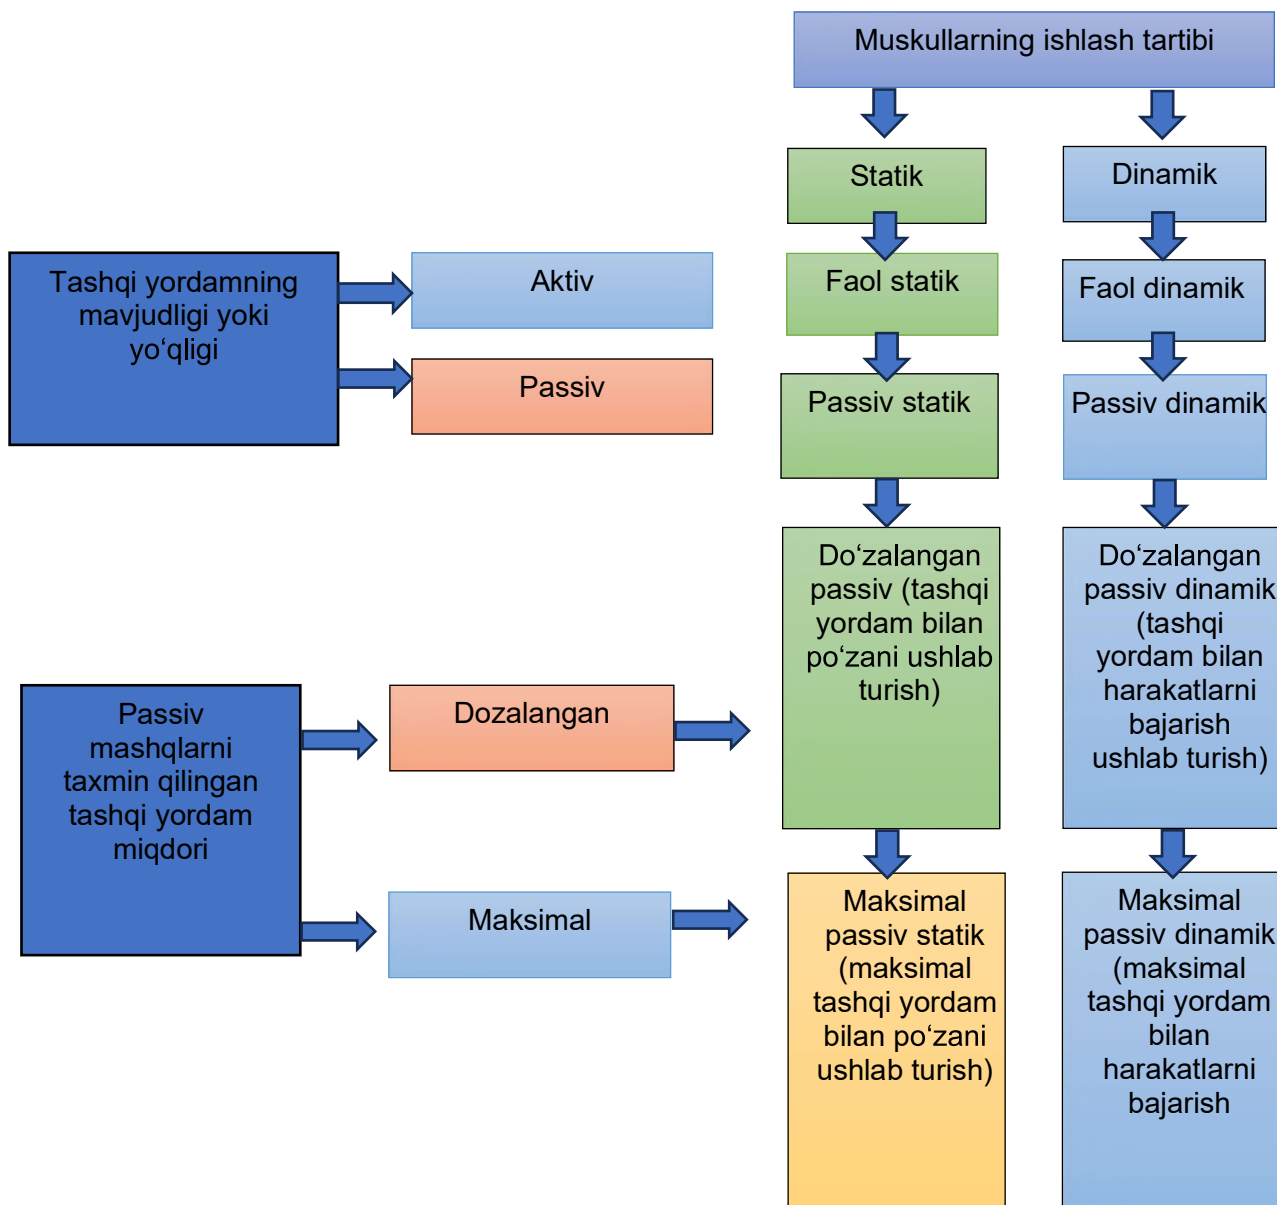 Muskullarning ishlash tartibi
Statik
Dinamik
Tashqi yordamning
mavjudligi yoki
yo‘qligi
Aktiv
Faol statik
Faol dinamik
Passiv
Passiv statik
Passiv dinamik
Do‘zalangan
passiv (tashqi
yordam bilan
po‘zani ushlab
turish)
Do‘zalangan
passiv dinamik
(tashqi
yordam bilan
harakatlarni
bajarish
ushlab turish)
Passiv
mashqlarni
taxmin qilingan
tashqi yordam
miqdori
Dozalangan
Maksimal
Maksimal
passiv statik
(maksimal
tashqi yordam
bilan po‘zani
ushlab turish)
Maksimal
passiv dinamik
(maksimal
tashqi yordam
bilan
harakatlarni
bajarish